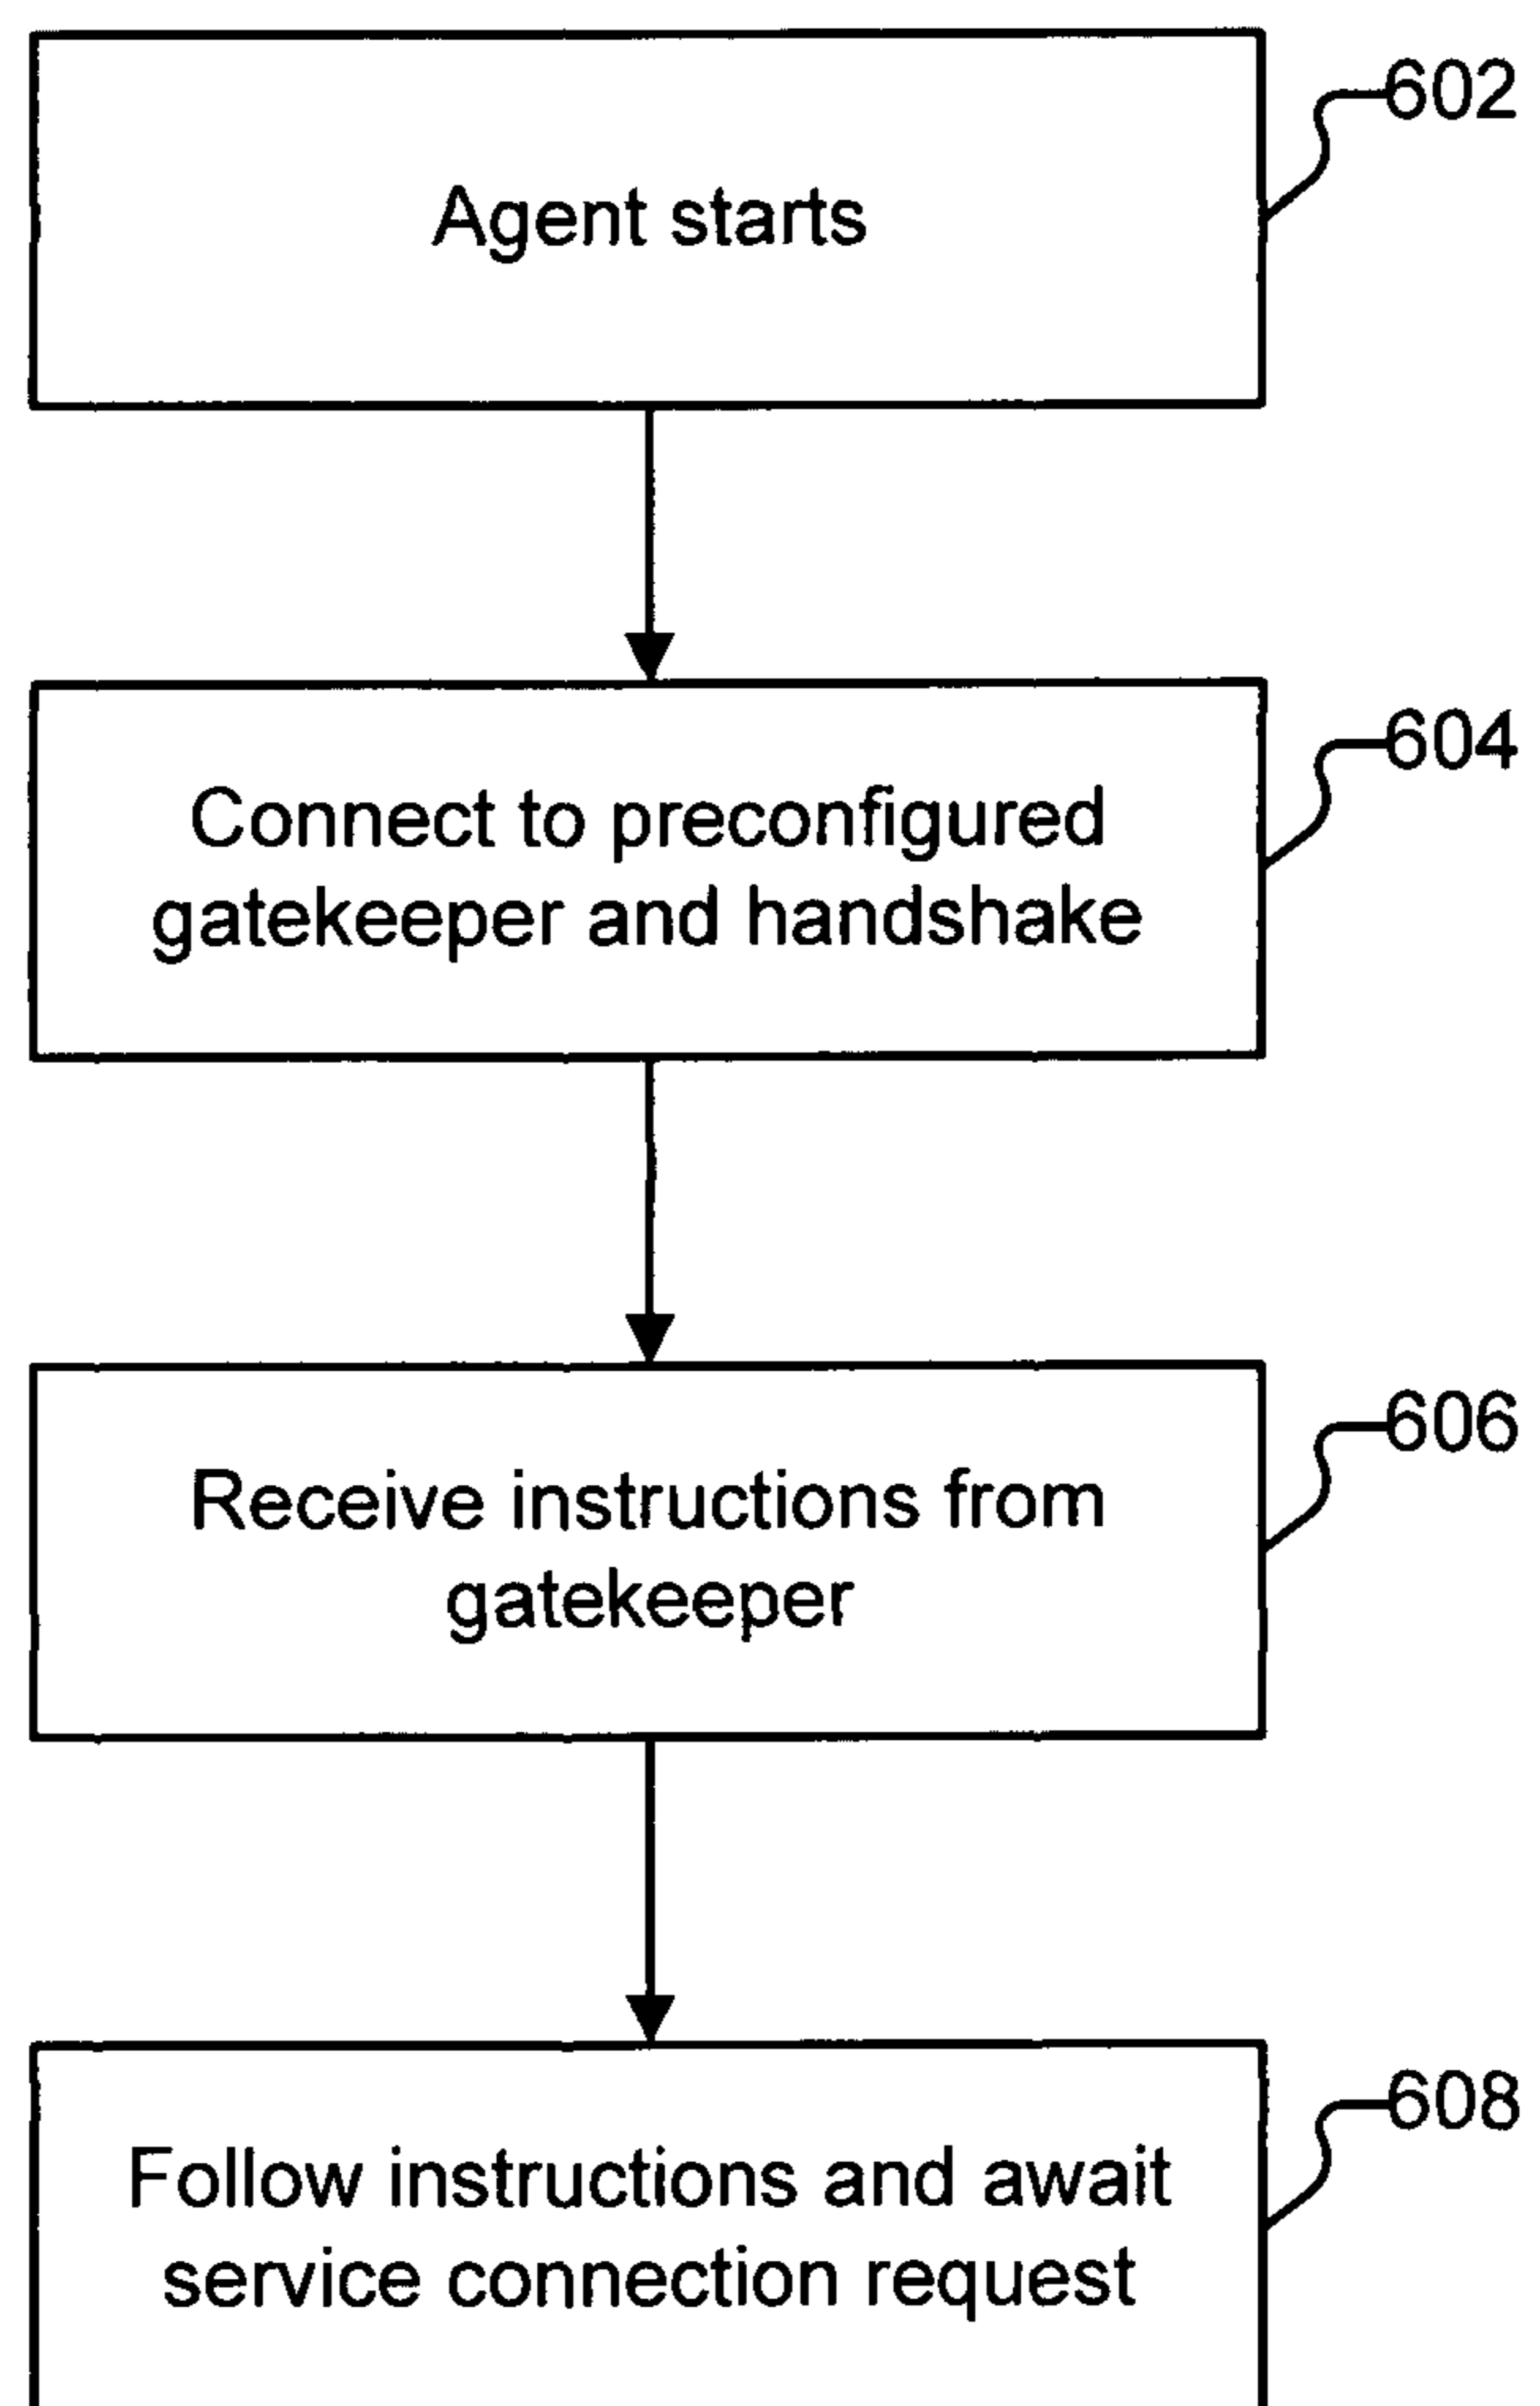 602
Agent starts
604
Connect to preconfigured
gatekeeper and handshake
606
Receive instructions from
gatekeeper
608
Follow instructions and await
service connection request